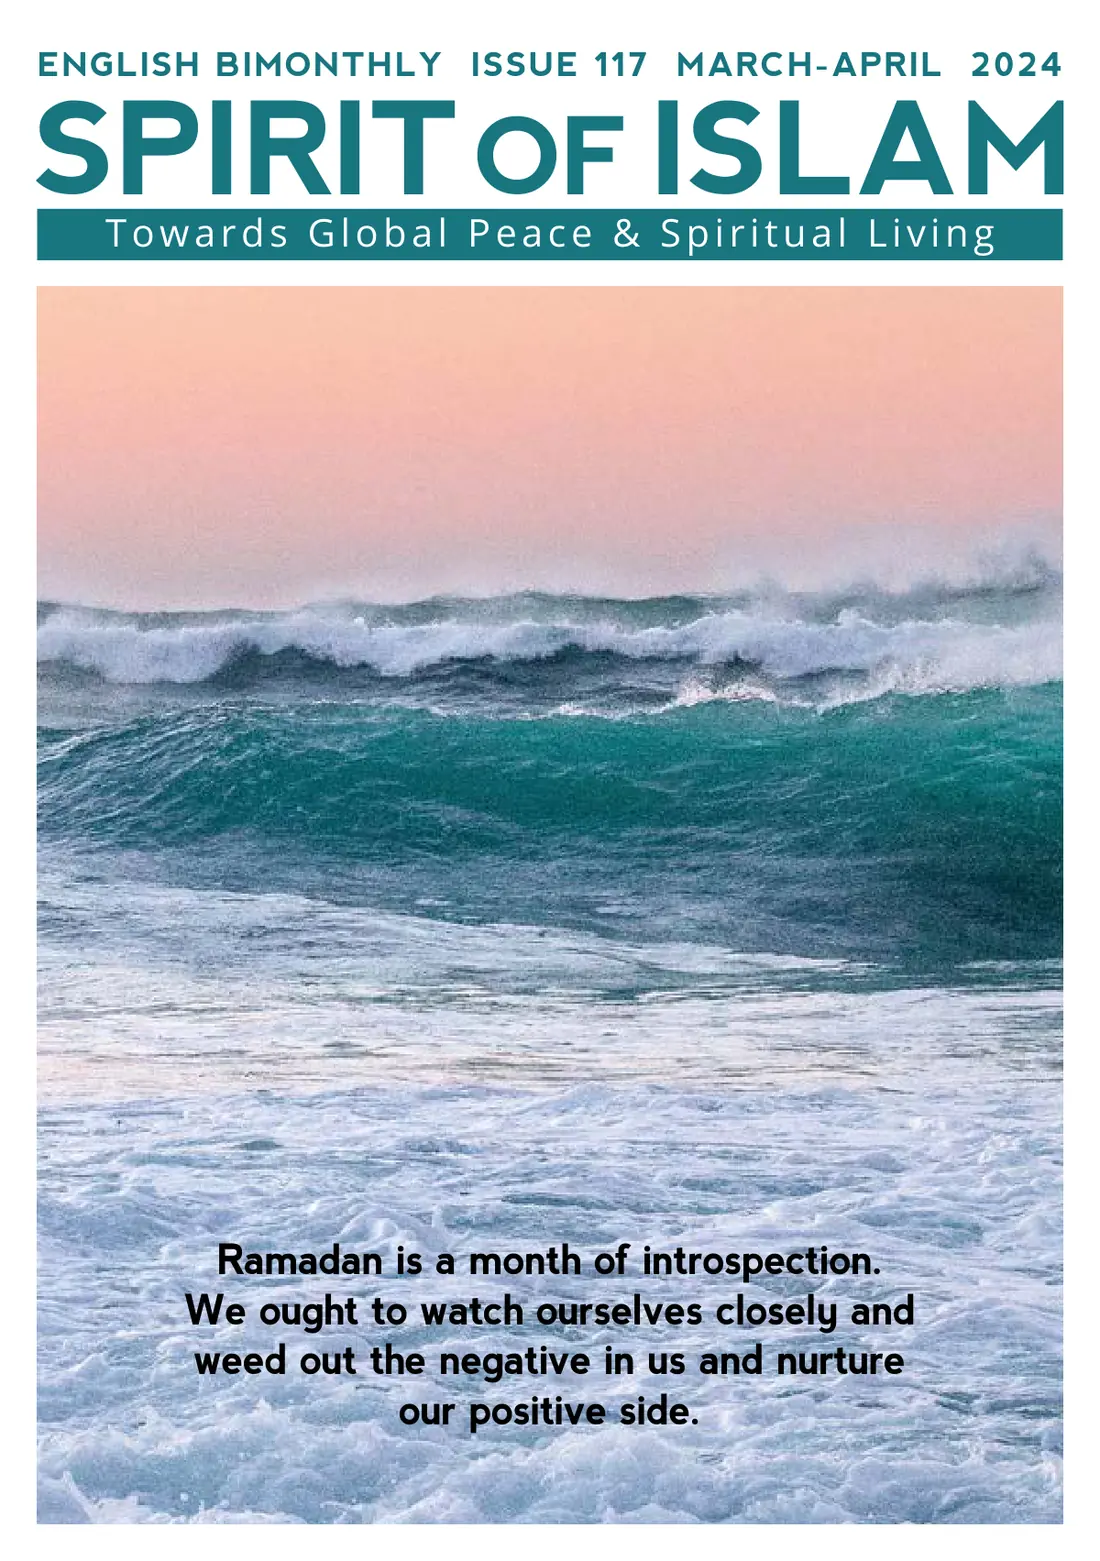 ENGLISH BIMONTHLY ISSUE 117 MARCH-APRIL 2024
SPIRIT OF ISLAM
Towards Global Peace & Spiritual Living
Ramadan is a month of introspection.
We ought to watch ourselves closely and
weed out the negative in us and nurture
our positive side.